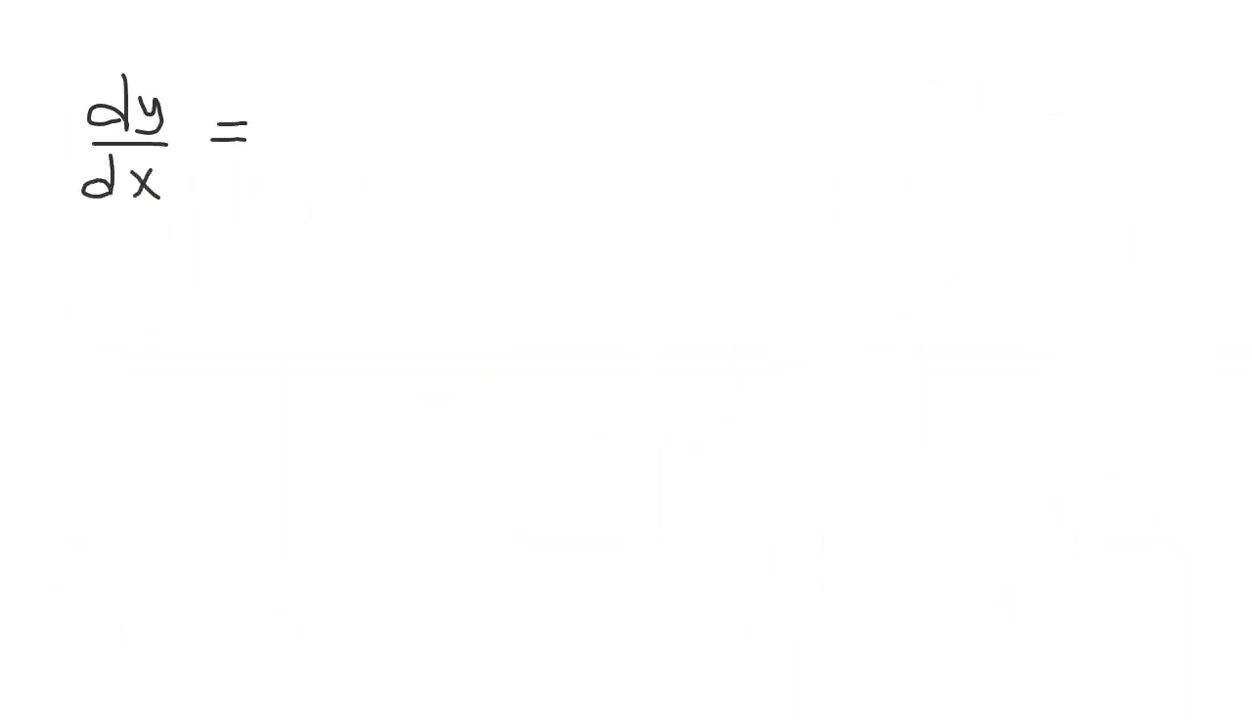 dy/dx =